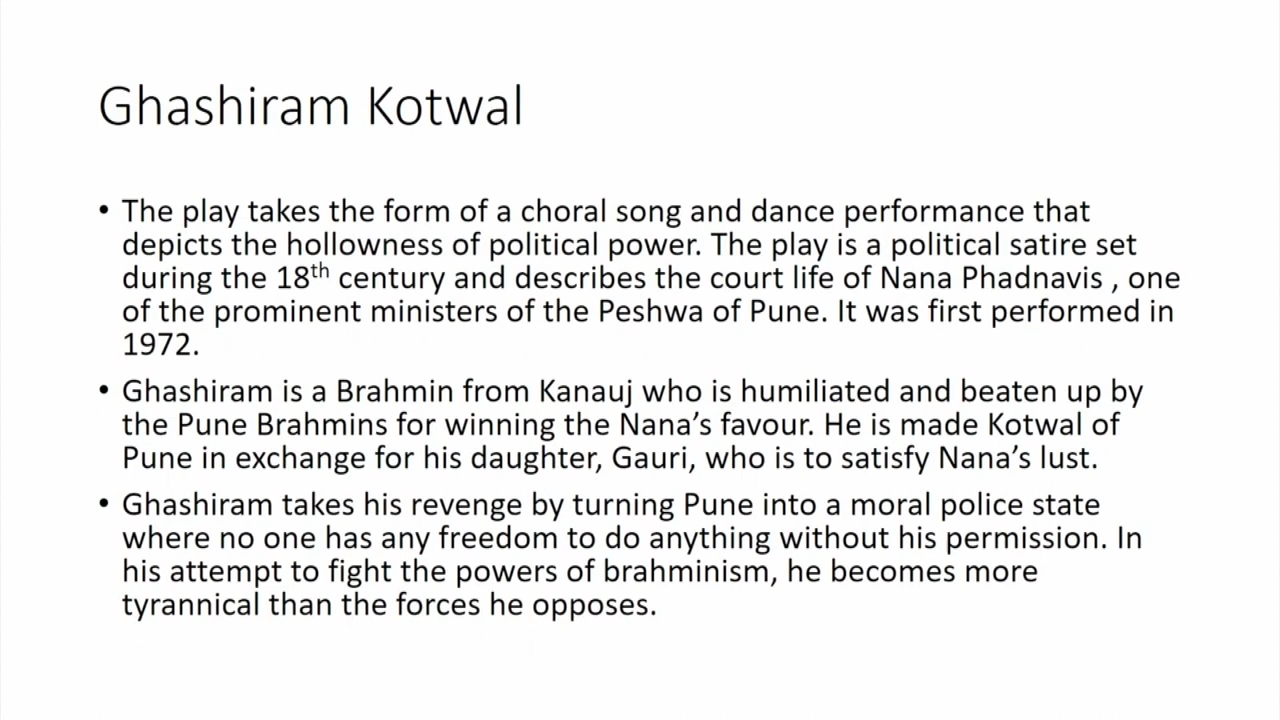 Ghashiram Kotwal
• The play takes the form of a choral song and dance performance that
depicts the hollowness of political power. The play is a political satire set
during the 18th century and describes the court life of Nana Phadnavis , one
of the prominent ministers of the Peshwa of Pune. It was first performed in
1972.
• Ghashiram is a Brahmin from Kanauj who is humiliated and beaten up by
the Pune Brahmins for winning the Nana’s favour. He is made Kotwal of
Pune in exchange for his daughter, Gauri, who is to satisfy Nana’s lust.
• Ghashiram takes his revenge by turning Pune into a moral police state
where no one has any freedom to do anything without his permission. In
his attempt to fight the powers of brahminism, he becomes more
tyrannical than the forces he opposes.